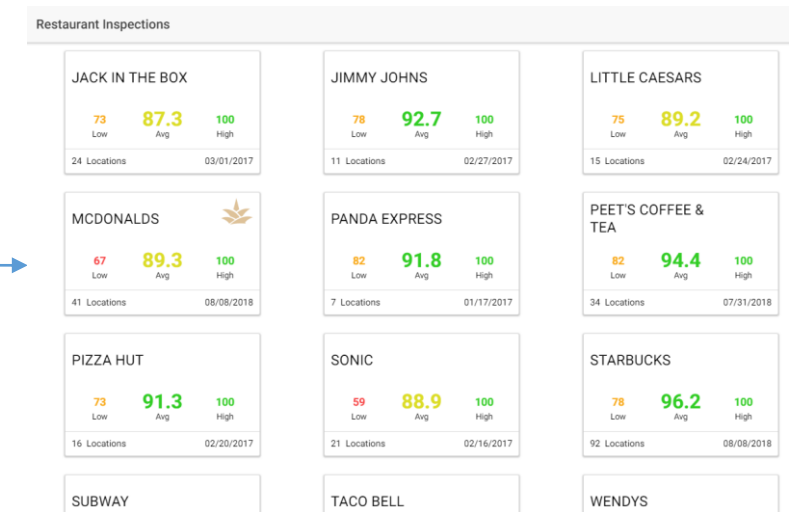 Restaurant Inspections
JACK IN THE BOX
73 87.3 100
Low Avg High
24 Locations 03/01/2017
JIMMY JOHNS
78 92.7 100
Low Avg High
11 Locations 02/27/2017
LITTLE CAESARS
75 89.2 100
Low Avg High
15 Locations 02/24/2017
MCDONALDS
67 89.3 100
Low Avg High
41 Locations 08/08/2018
PANDA EXPRESS
82 91.8 100
Low Avg High
7 Locations 01/17/2017
PEET'S COFFEE &
TEA
82 94.4 100
Low Avg High
34 Locations 07/31/2018
PIZZA HUT
73 91.3 100
Low Avg High
16 Locations 02/20/2017
SONIC
59 88.9 100
Low Avg High
21 Locations 02/16/2017
STARBUCKS
78 96.2 100
Low Avg High
92 Locations 08/08/2018
SUBWAY
TACO BELL
WENDYS